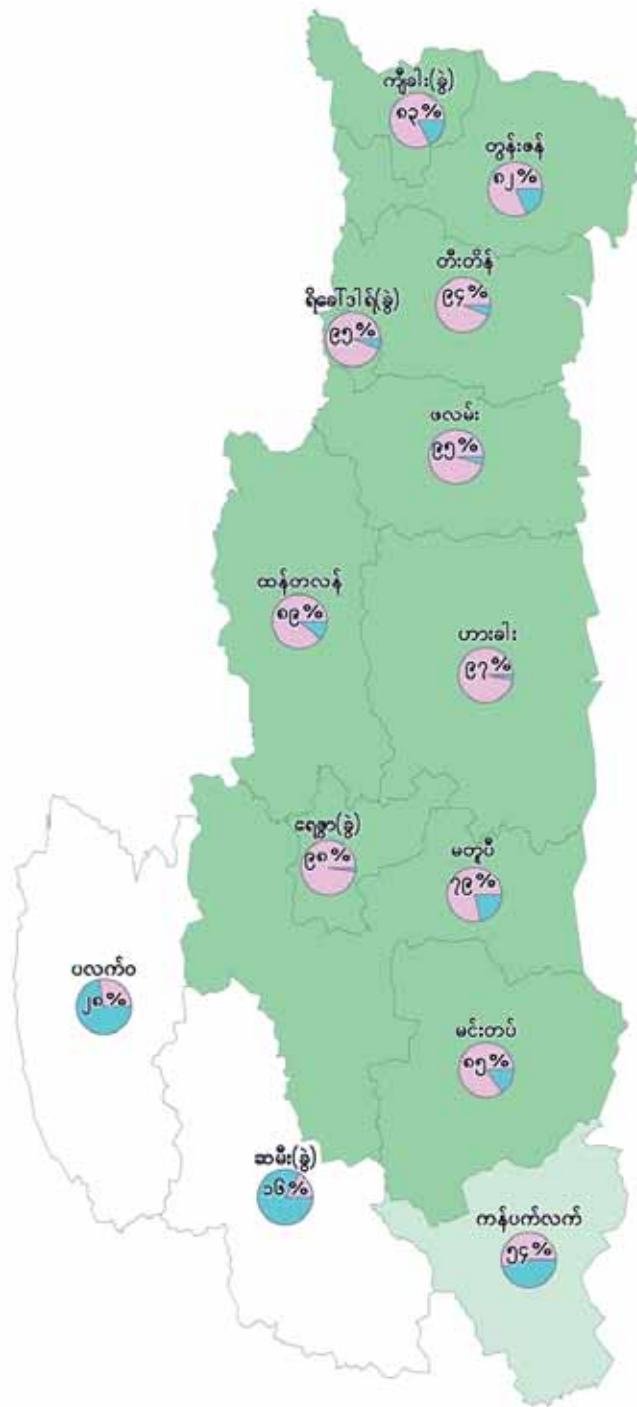 ကျီခါး(ခွဲ)
၈၃%
တွန်းဇန်
၈၂%
တီးတိန်
၉၄%
ရိခေါ်ဒါရ်(ခွဲ)
၉၅%
ဖလမ်း
၉၅%
ထန်တလန်
၈၉%
ဟားခါး
၉၇%
ရေဇွာ(ခွဲ)
၉၈%
မတူပီ
၇၉%
ပလက်ဝ
၂၈%
မင်းတပ်
၈၅%
ဆမီး(ခွဲ)
၁၆%
ကန်ပက်လက်
၅၄%